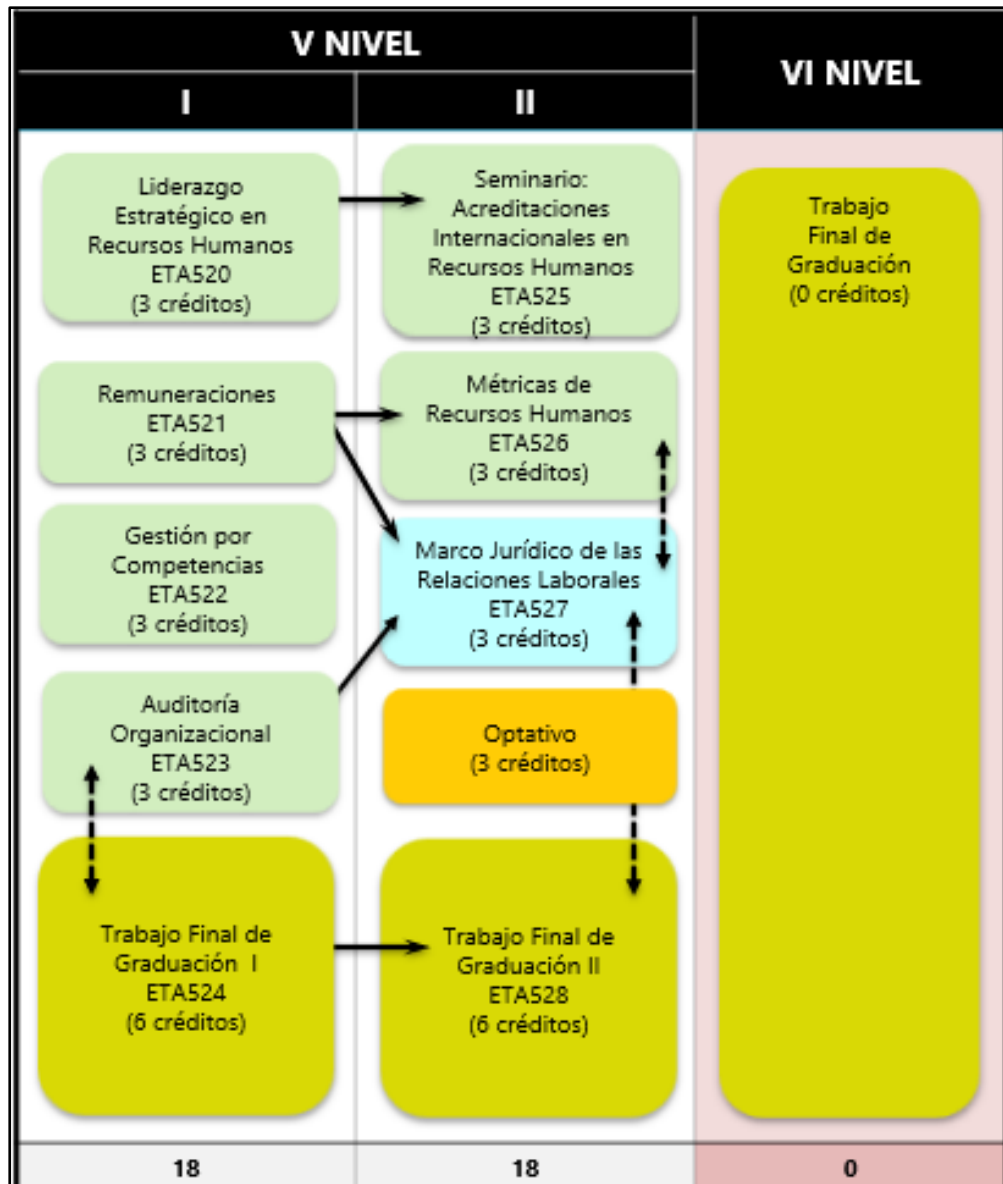 V NIVEL
VI NIVEL
I
II
Liderazgo
Estratégico en
Recursos Humanos
ETA520
(3 créditos)
Seminario:
Acreditaciones
Internacionales en
Recursos Humanos
ETA525
(3 créditos)
Trabajo
Final de
Graduación
(0 créditos)
Remuneraciones
ETA521
(3 créditos)
Métricas de
Recursos Humanos
ETA526
(3 créditos)
Gestión por
Competencias
ETA522
(3 créditos)
Marco Jurídico de las
Relaciones Laborales
ETA527
(3 créditos)
Auditoría
Organizacional
ETA523
(3 créditos)
Optativo
(3 créditos)
Trabajo Final de
Graduación I
ETA524
(6 créditos)
Trabajo Final de
Graduación II
ETA528
(6 créditos)
18
18
0